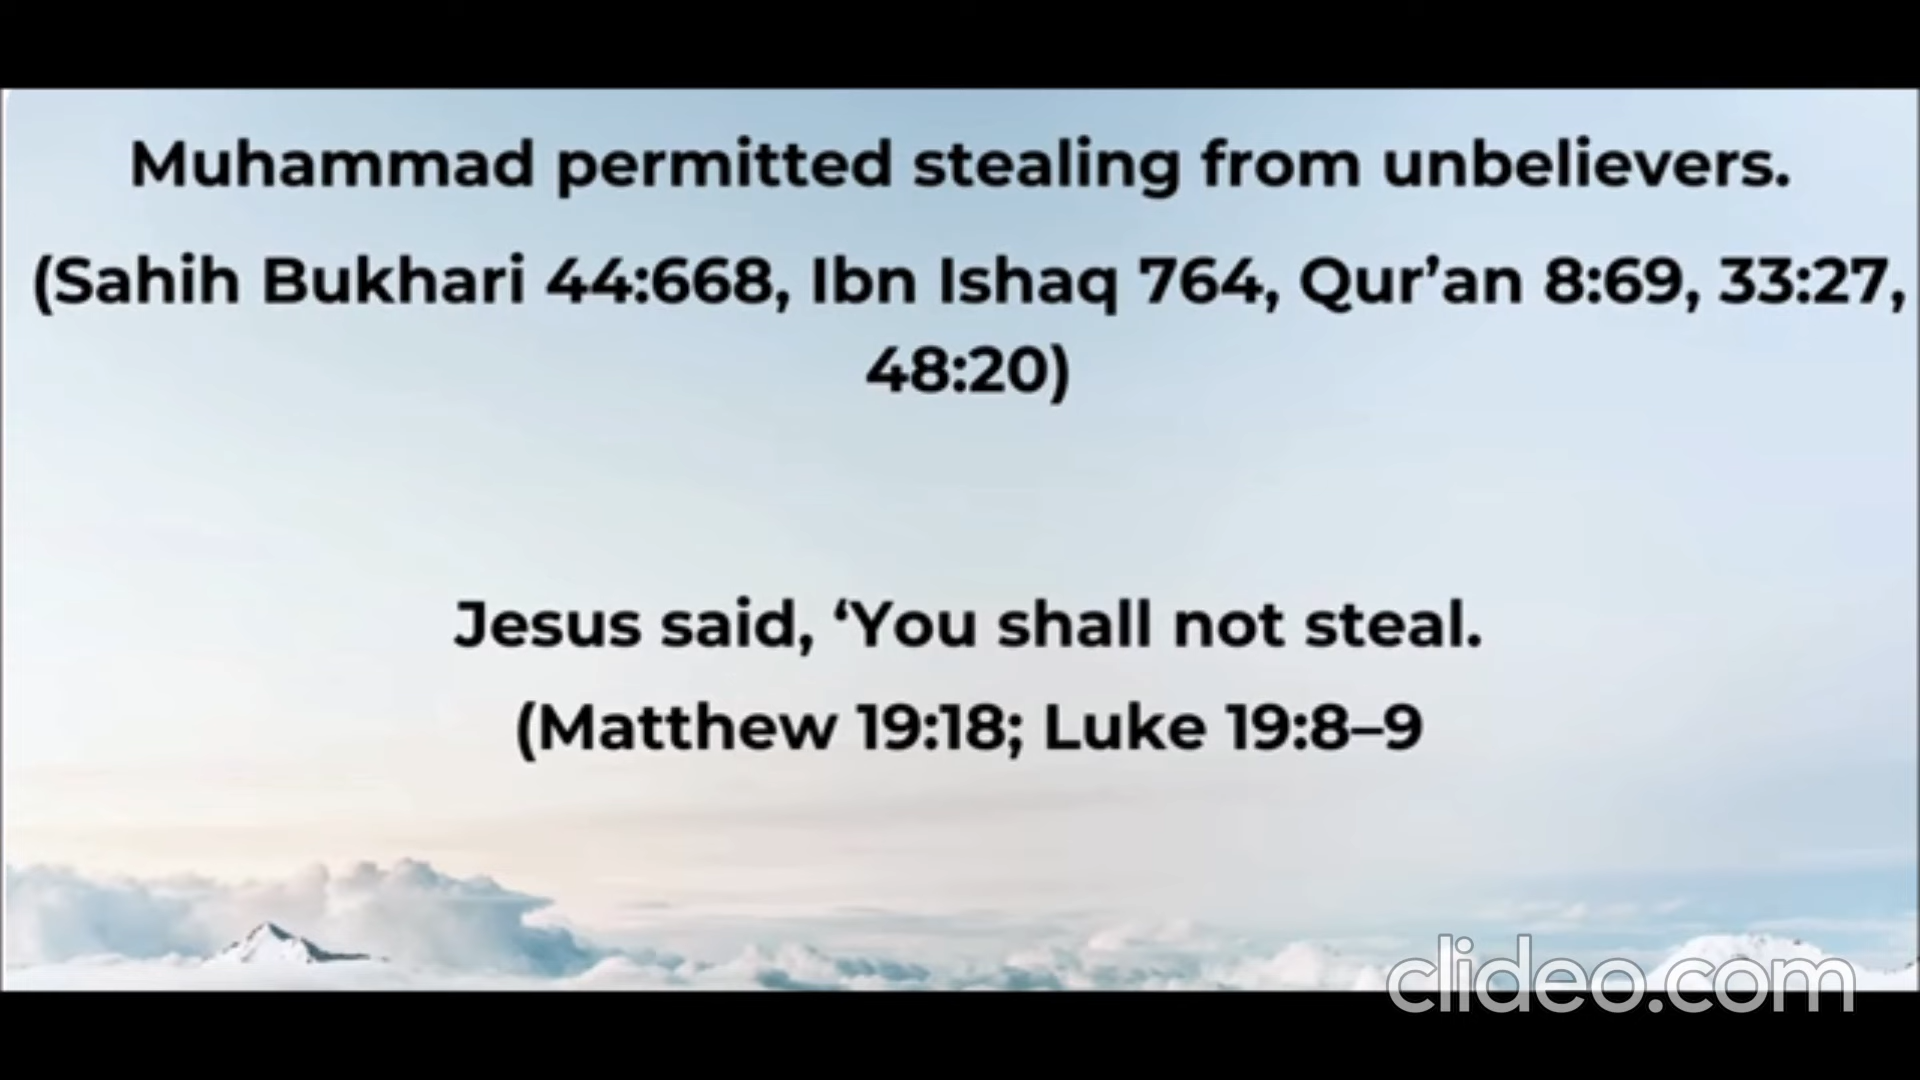 Muhammad permitted stealing from unbelievers.
(Sahih Bukhari 44:668, Ibn Ishaq 764, Qur’an 8:69, 33:27,
48:20)
Jesus said, ‘You shall not steal.
(Matthew 19:18; Luke 19:8–9
clideo.com